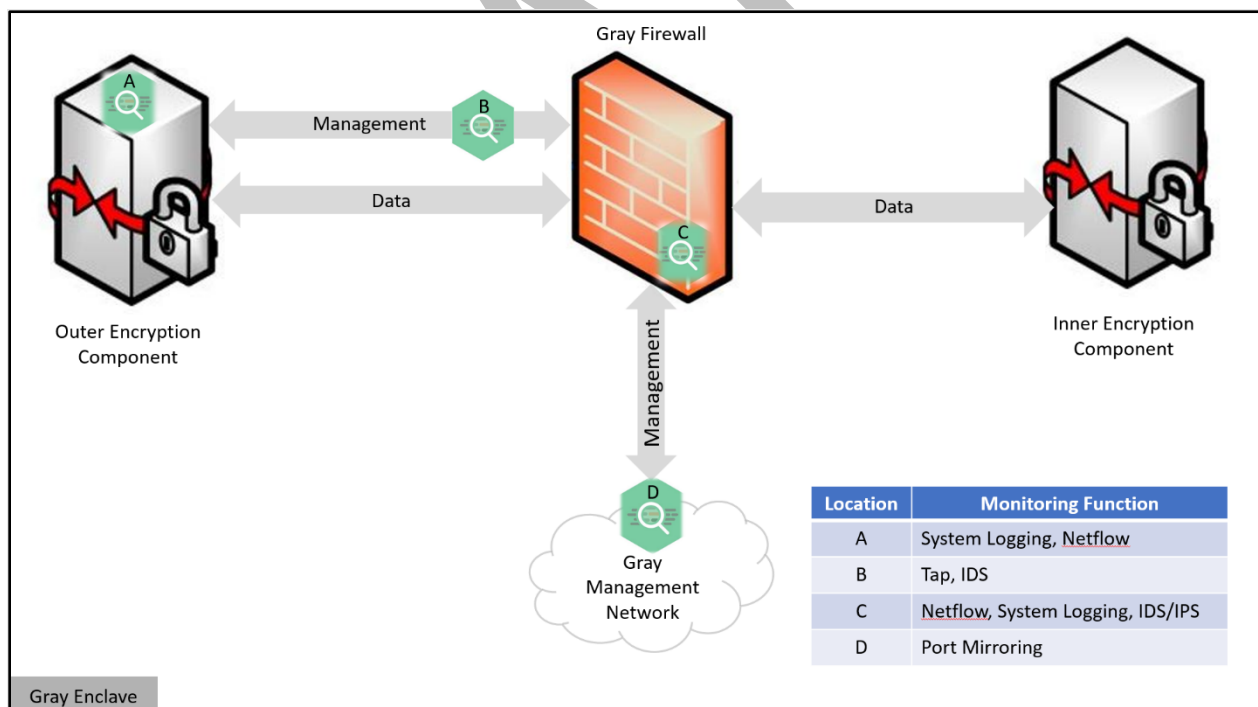 Gray Firewall
A
B
Management
Data
C
Data
Outer Encryption
Component
Inner Encryption
Component
Management
D
Gray
Management
Network
Location Monitoring Function
A System Logging, Netflow
B Tap, IDS
C Netflow, System Logging, IDS/IPS
D Port Mirroring
Gray Enclave